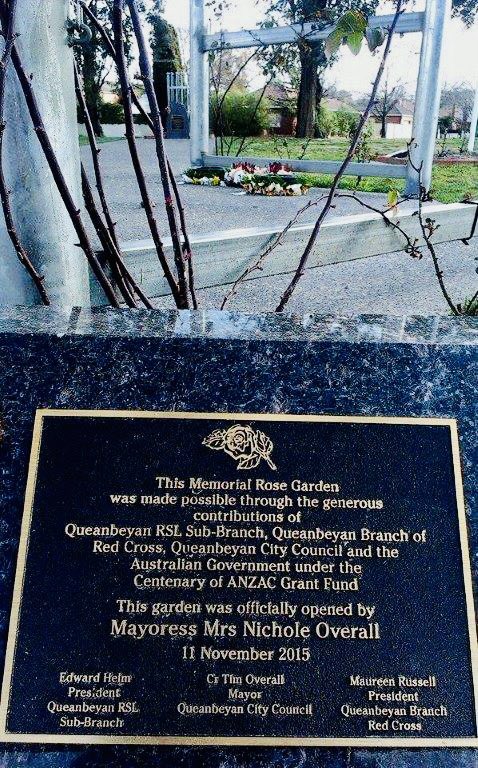 This Memorial Rose Garden
was made possible through the generous
contributions of
Queanbeyan RSL Sub-Branch, Queanbeyan Branch of
Red Cross, Queanbeyan City Council and the
Australian Government under the
Centenary of ANZAC Grant Fund
This garden was officially opened by
Mayoress Mrs Nichole Overall
11 November 2015
Edward Helm
President
Queanbeyan RSL
Sub-Branch
Cr Tim Overall
Mayor
Queanbeyan City Council
Maureen Russell
President
Queanbeyan Branch
Red Cross